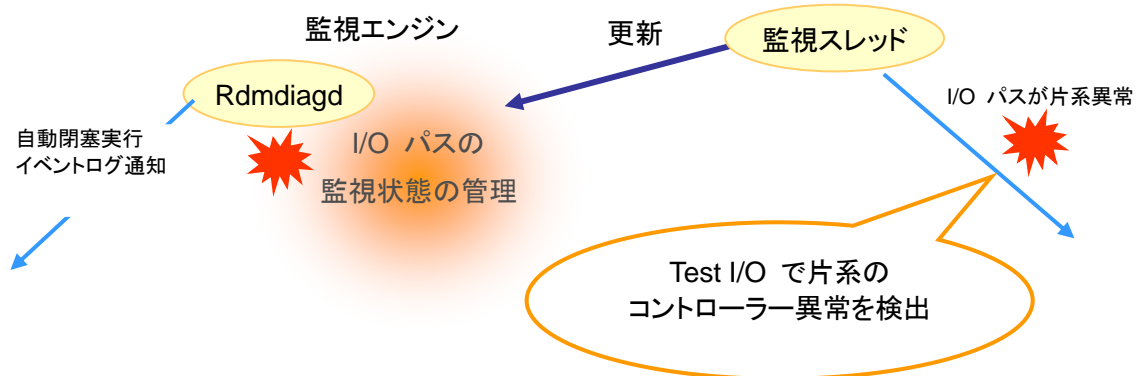 監視エンジン
更新
監視スレッド
Rdmdiagd
I/O パスが片系異常
自動閉塞実行
イベントログ通知
I/O パスの
監視状態の管理
Test I/O で片系の
コントローラー異常を検出